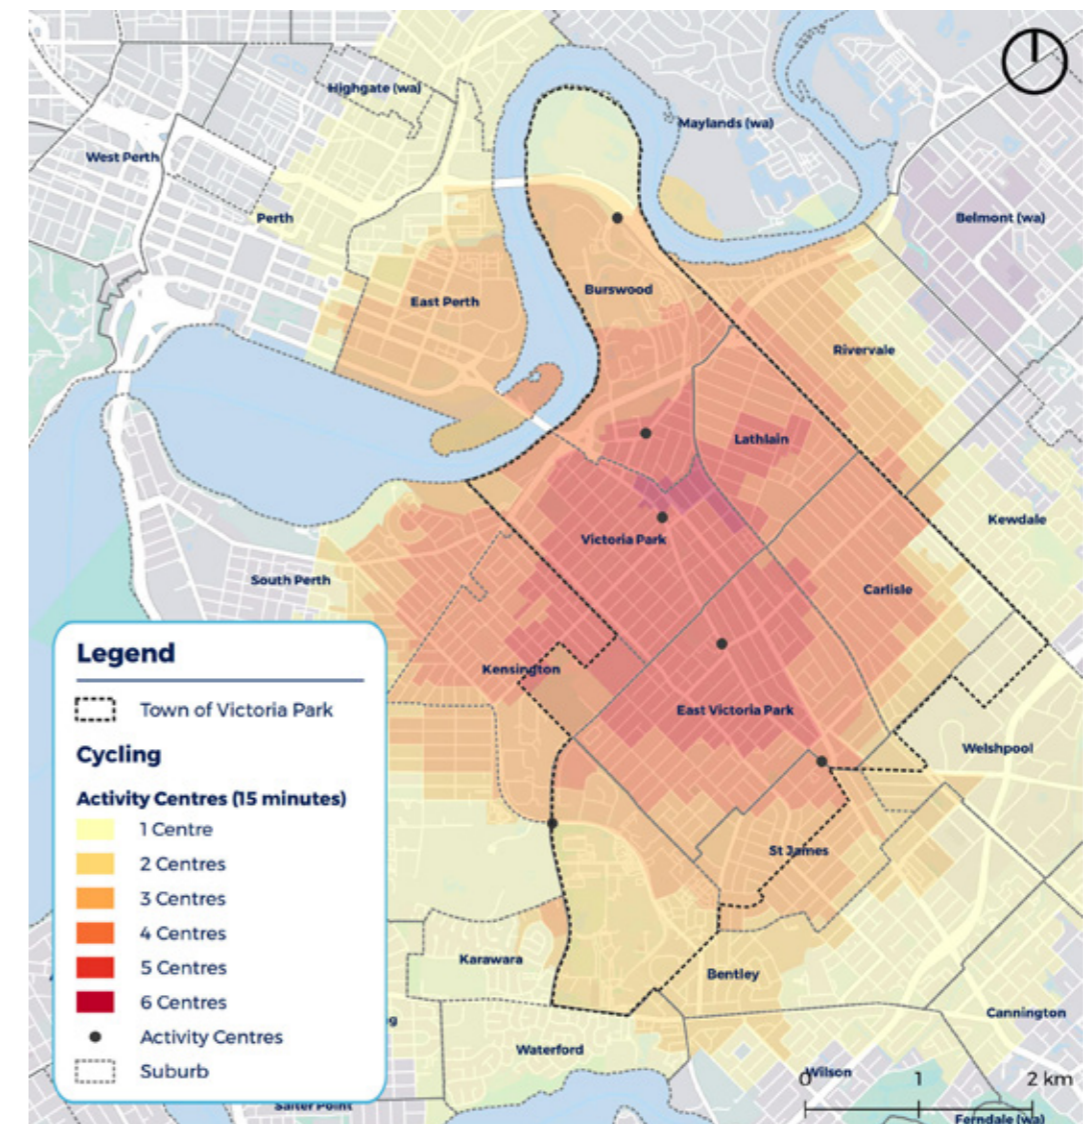 Highgate (wa)
Maylands (wa)
West Perth
Perth
Belmont (wa)
East Perth
Burswood
Rivervale
Lathlain
Kewdale
Victoria Park
South Perth
Carlisle
Kensington
East Victoria Park
Welshpool
St James
Karawara
Bentley
Cannington
Waterford
Wilson
Salter Point
Ferndale (wa)
Legend
Town of Victoria Park
Cycling
Activity Centres (15 minutes)
1 Centre
2 Centres
3 Centres
4 Centres
5 Centres
6 Centres
Activity Centres
Suburb
0 1 2 km